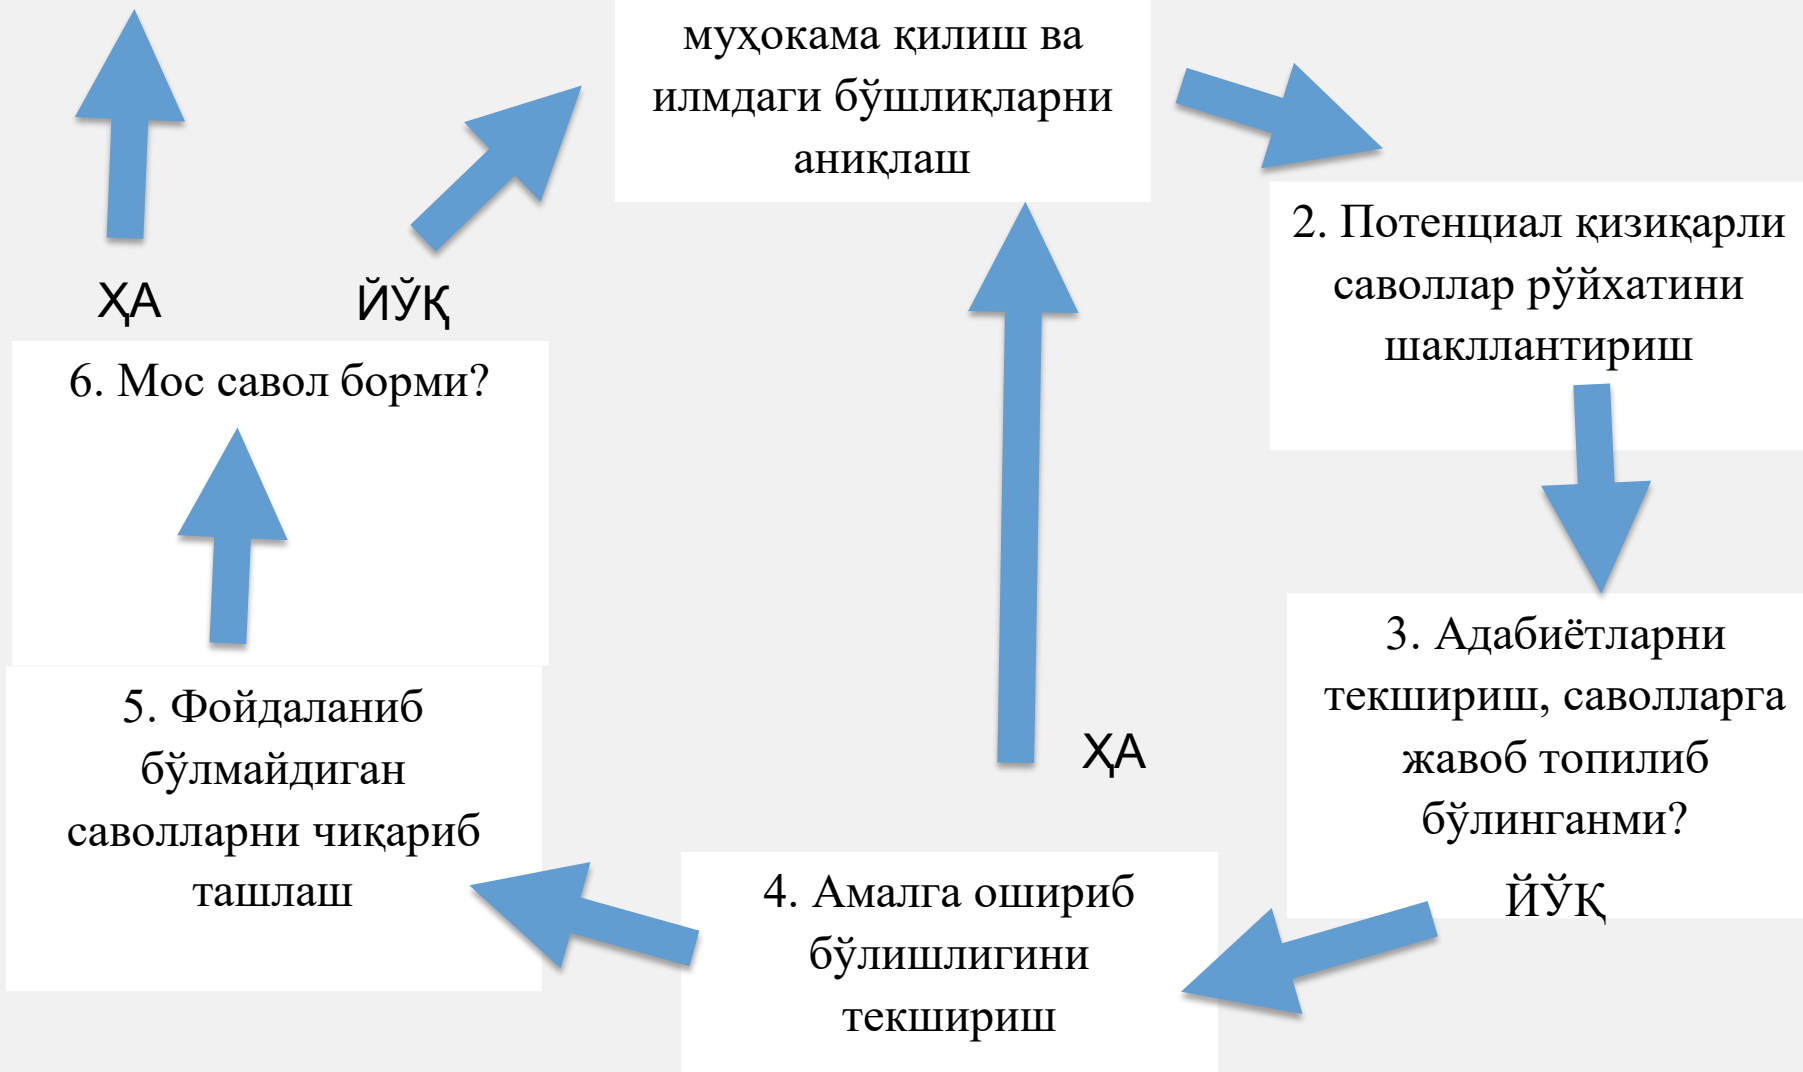 муҳокама қилиш ва
илмдаги бўшлиқларни
аниқлаш
2. Потенциал қизиқарли
саволлар рўйхатини
шакллантириш
3. Адабиётларни
текшириш, саволларга
жавоб топилиб
бўлинганми?
ЙЎҚ
ҲА
4. Амалга ошириб
бўлишлигини
текшириш
5. Фойдаланиб
бўлмайдиган
саволларни чиқариб
ташлаш
6. Мос савол борми?
ҲА
ЙЎҚ